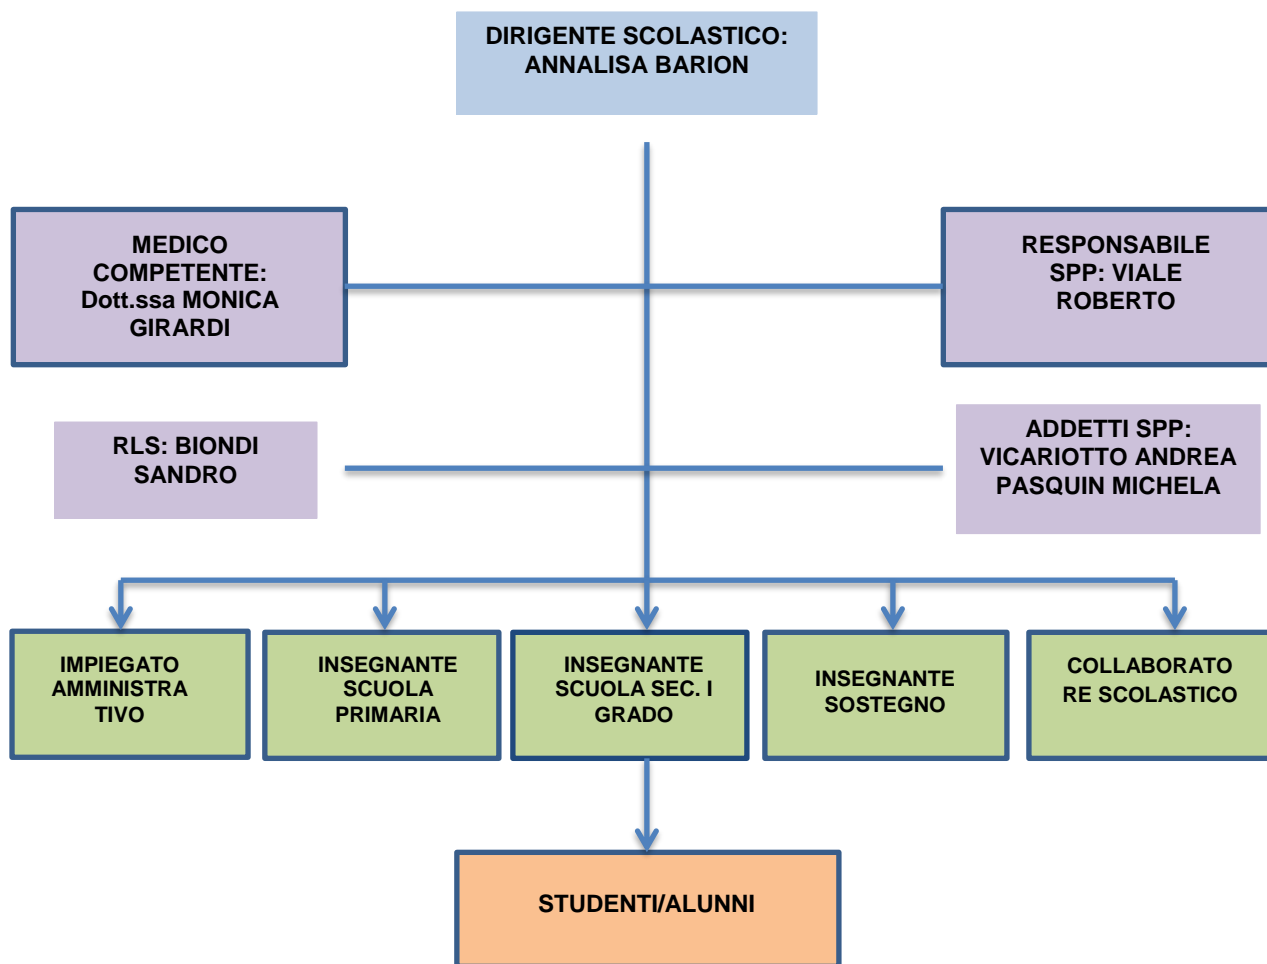 DIRIGENTE SCOLASTICO:
ANNALISA BARION
MEDICO
COMPETENTE:
Dott.ssa MONICA
GIRARDI
RESPONSABILE
SPP: VIALE
ROBERTO
RLS: BIONDI
SANDRO
ADDETTI SPP:
VICARIOTTO ANDREA
PASQUIN MICHELA
IMPIEGATO
AMMINISTRA
TIVO
INSEGNANTE
SCUOLA
PRIMARIA
INSEGNANTE
SCUOLA SEC. I
GRADO
INSEGNANTE
SOSTEGNO
COLLABORATO
RE SCOLASTICO
STUDENTI/ALUNNI